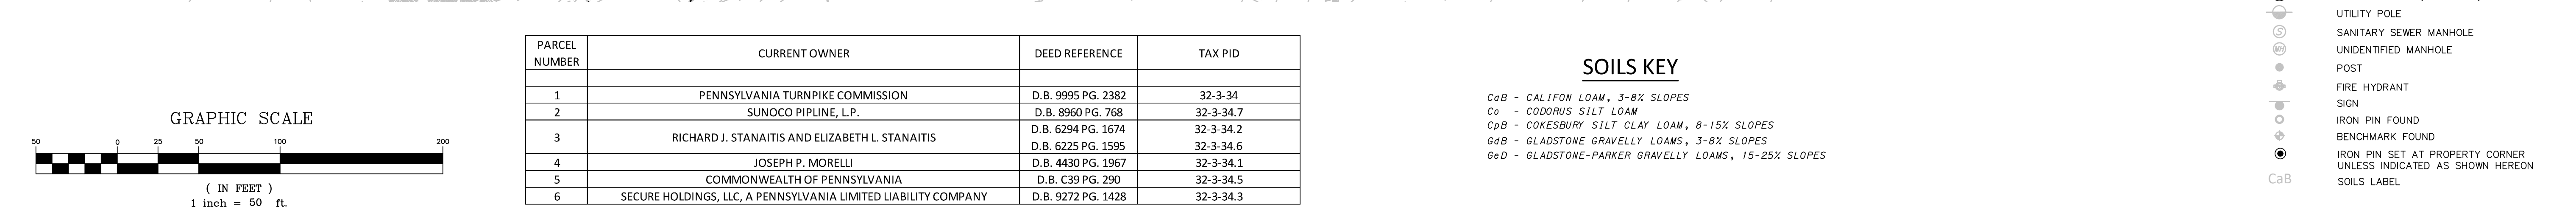 GRAPHIC SCALE
50 0 25 50 100 200
( IN FEET )
1 inch = 50 ft.
PARCEL NUMBER CURRENT OWNER DEED REFERENCE TAX PID
1 PENNSYLVANIA TURNPIKE COMMISSION D.B. 9995 PG. 2382 32-3-34
2 SUNOCO PIPLINE, L.P. D.B. 8960 PG. 768 32-3-34.7
3 RICHARD J. STANAITIS AND ELIZABETH L. STANAITIS D.B. 6294 PG. 1674 32-3-34.2
D.B. 6225 PG. 1595 32-3-34.6
4 JOSEPH P. MORELLI D.B. 4430 PG. 1967 32-3-34.1
5 COMMONWEALTH OF PENNSYLVANIA D.B. C39 PG. 290 32-3-34.5
6 SECURE HOLDINGS, LLC, A PENNSYLVANIA LIMITED LIABILITY COMPANY D.B. 9272 PG. 1428 32-3-34.3
SOILS KEY
CaB - CALIFON LOAM, 3-8% SLOPES
Co - CODORUS SILT LOAM
CpB - COKESBURY SILT CLAY LOAM, 8-15% SLOPES
GdB - GLADSTONE GRAVELLY LOAMS, 3-8% SLOPES
GeD - GLADSTONE-PARKER GRAVELLY LOAMS, 15-25% SLOPES
UTILITY POLE
S SANITARY SEWER MANHOLE
MH UNIDENTIFIED MANHOLE
POST
FIRE HYDRANT
SIGN
IRON PIN FOUND
BENCHMARK FOUND
IRON PIN SET AT PROPERTY CORNER
UNLESS INDICATED AS SHOWN HEREON
CaB SOILS LABEL